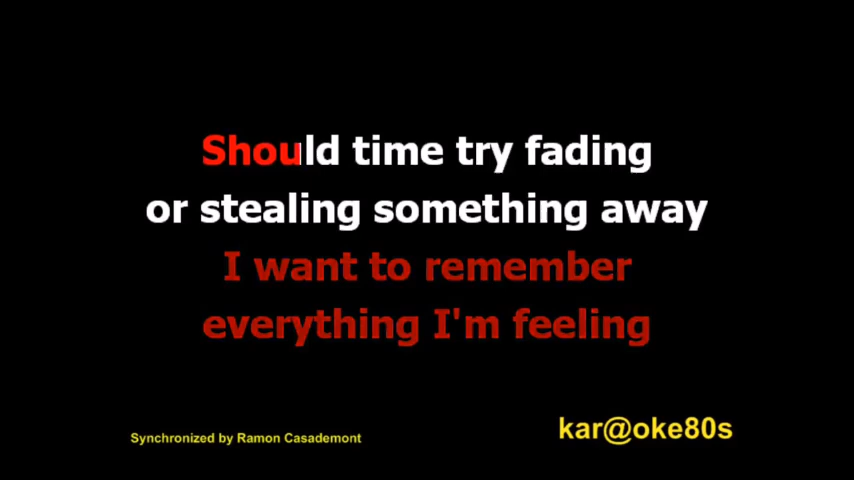 Should time try fading
or stealing something away
I want to remember
everything I'm feeling
Synchronized by Ramon Casademont
kar@oke80s